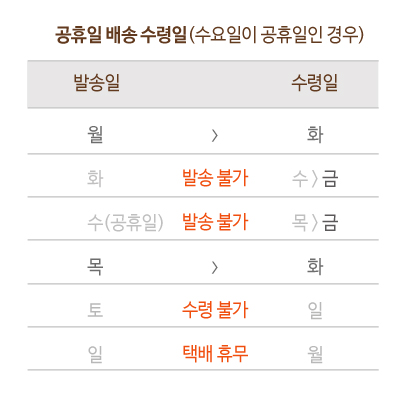 공휴일 배송 수령일(수요일이 공휴일인 경우)
발송일 수령일
월 > 화
화 발송 불가 수 > 금
수(공휴일) 발송 불가 목 > 금
목 > 화
토 수령 불가 일
일 택배 휴무 월